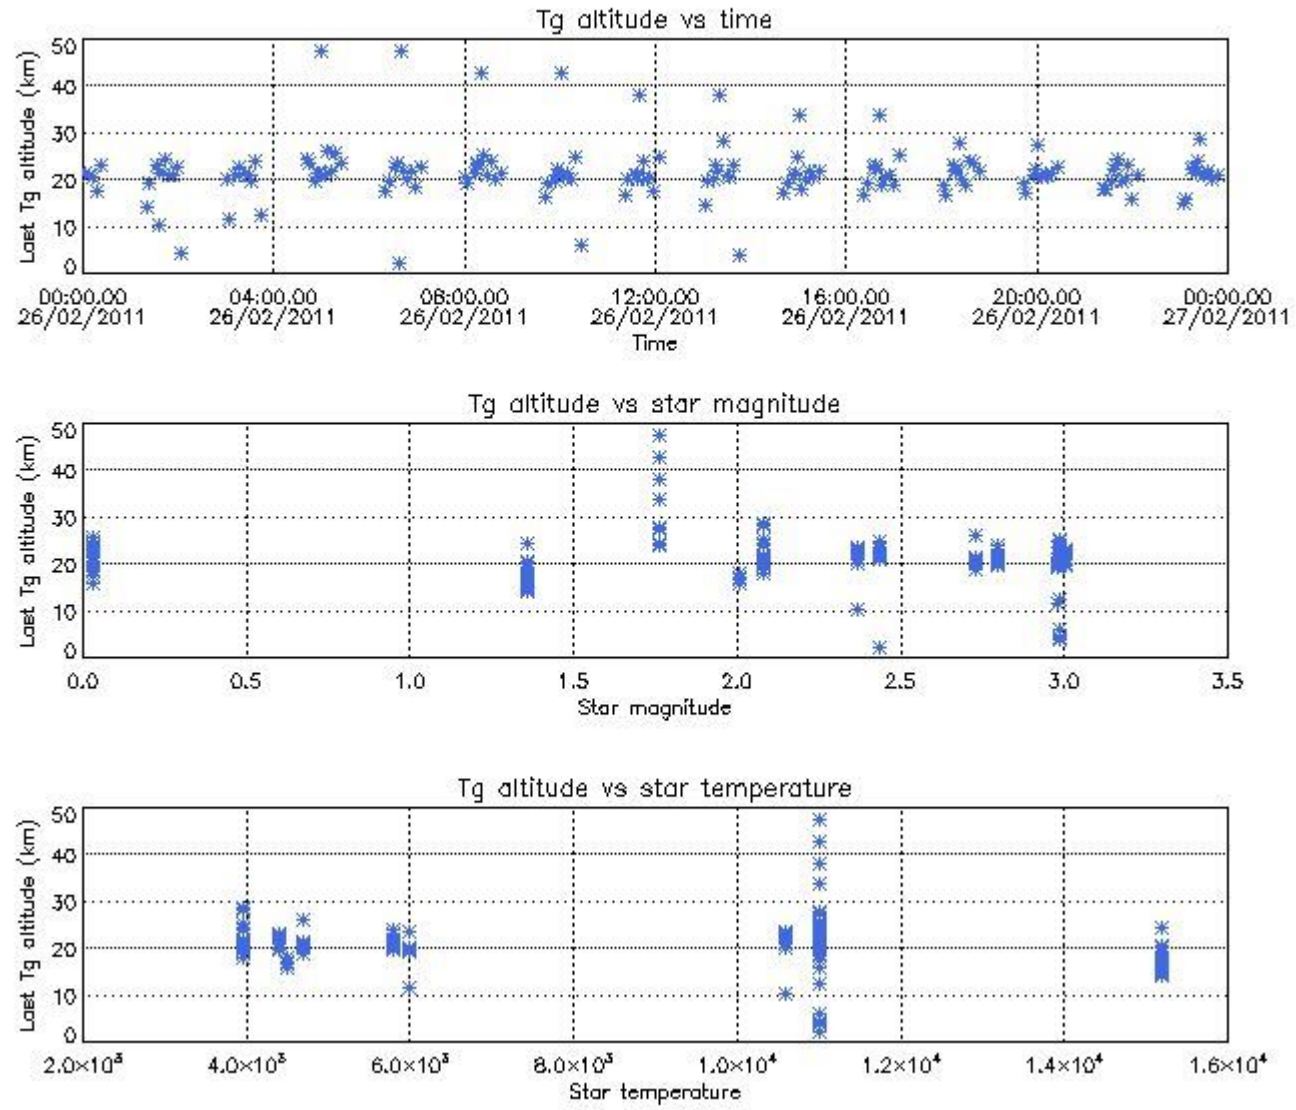 Tg altitude vs time
Last Tg altitude (km)
50
40
30
20
10
0
00:00.00 04:00.00 08:00.00 12:00.00 16:00.00 20:00.00 00:00.00
26/02/2011 26/02/2011 26/02/2011 26/02/2011 26/02/2011 26/02/2011 27/02/2011
Time
Tg altitude vs star magnitude
Last Tg altitude (km)
50
40
30
20
10
0
0.0 0.5 1.0 1.5 2.0 2.5 3.0 3.5
Star magnitude
Tg altitude vs star temperature
Last Tg altitude (km)
50
40
30
20
10
0
2.0×10³ 4.0×10³ 6.0×10³ 8.0×10³ 1.0×10⁴ 1.2×10⁴ 1.4×10⁴ 1.6×10⁴
Star temperature